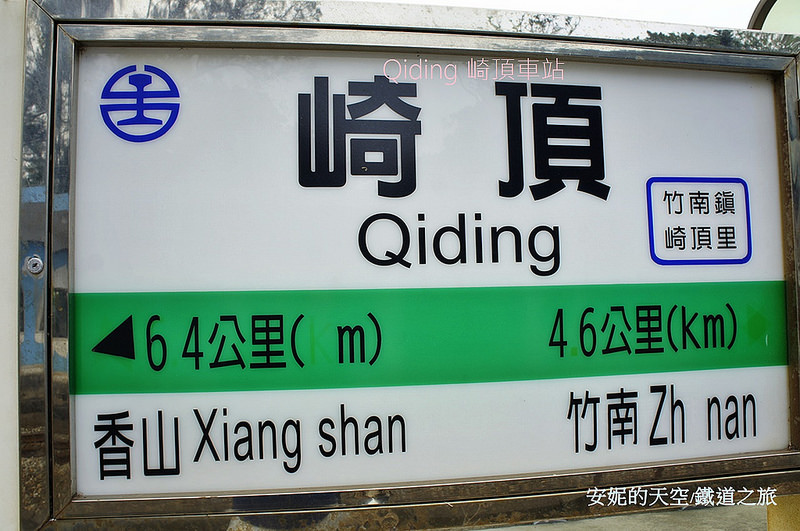 Qiding 崎頂車站
崎頂
Qiding
竹南鎮
崎頂里
6 4公里( m) 4.6公里(Km)
香山 Xiang shan 竹南 Zh nan
安妮的天空/鐵道之旅